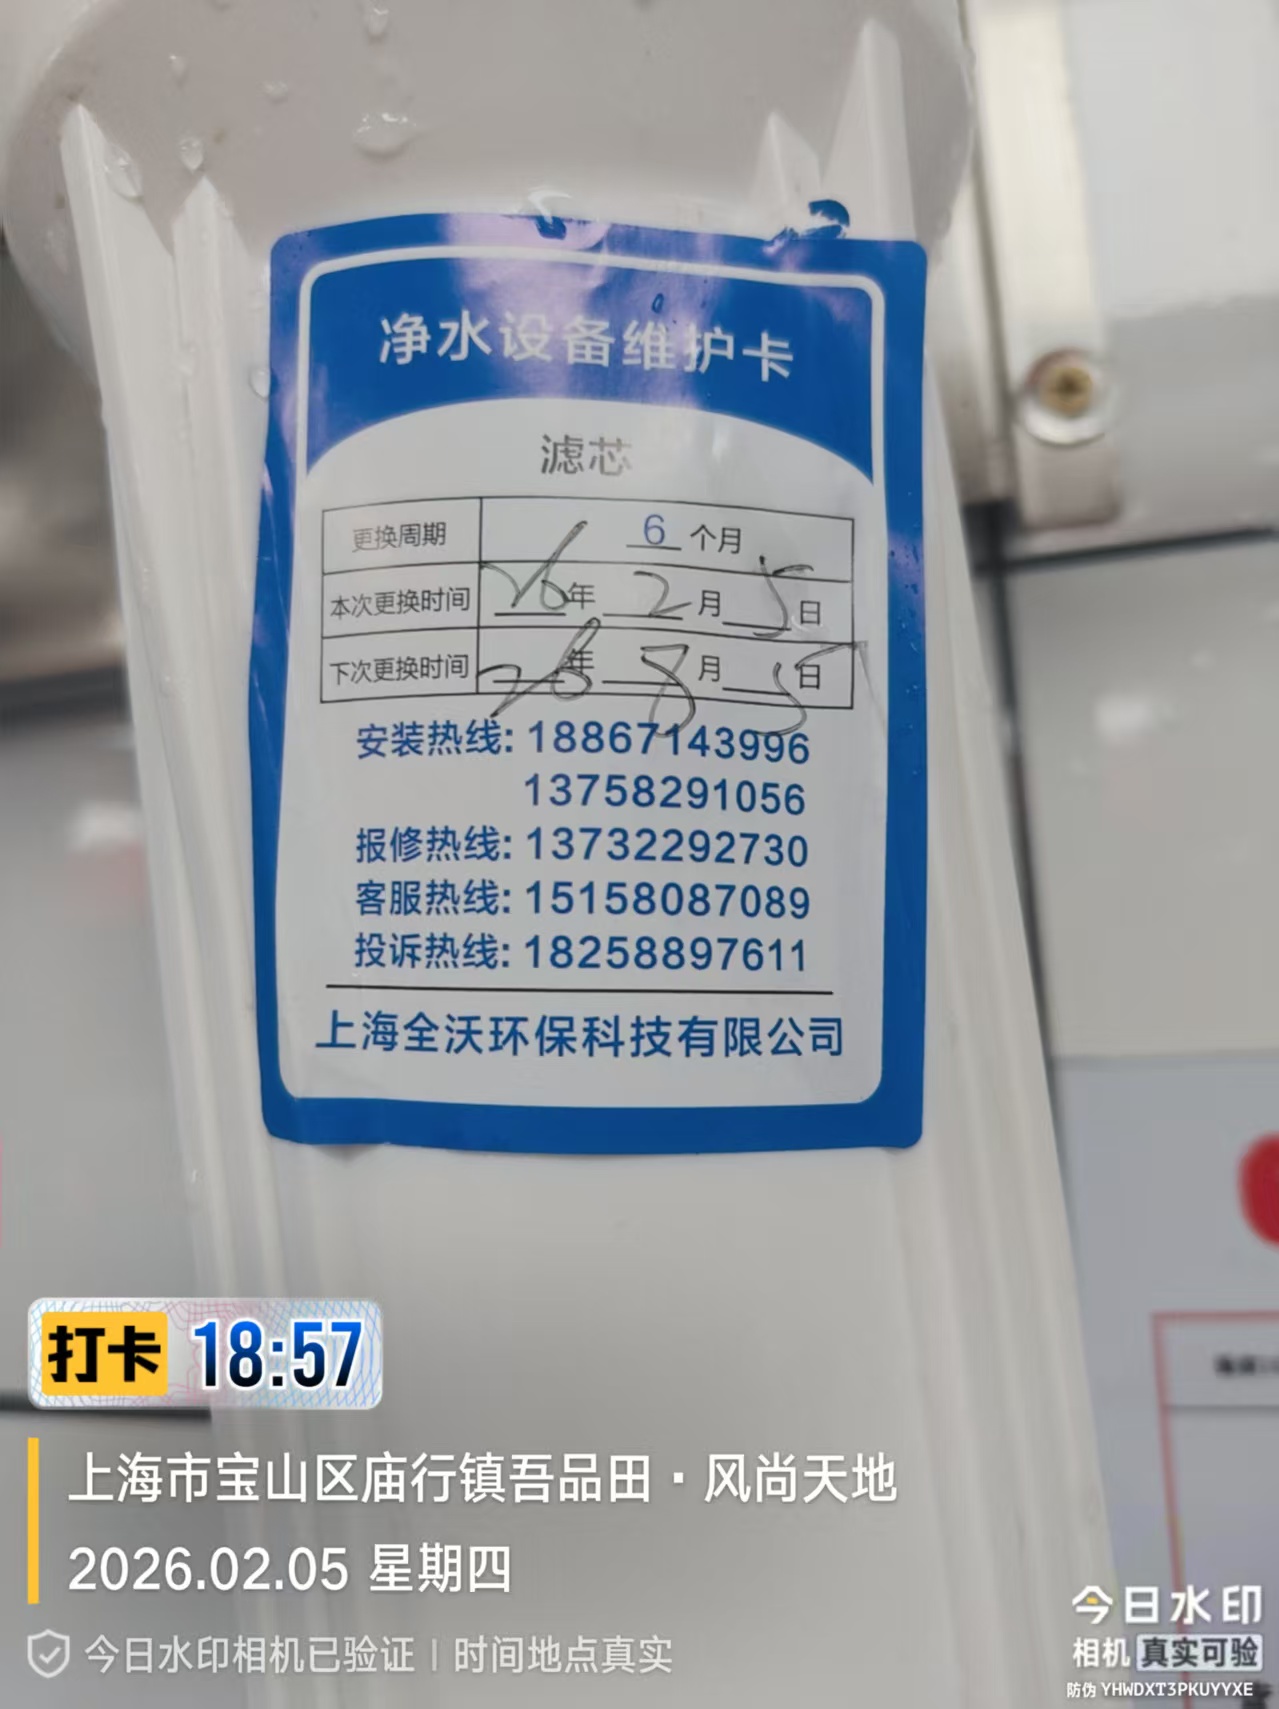 净水设备维护卡
滤芯
更换周期 6 个月
本次更换时间 26年 2月 5日
下次更换时间 26年 8月 5日
安装热线: 18867143996
13758291056
报修热线: 13732292730
客服热线: 15158087089
投诉热线: 18258897611
上海全沃环保科技有限公司
打卡 18:57
上海市宝山区庙行镇吾品田·风尚天地
2026.02.05 星期四
今日水印相机已验证 | 时间地点真实
今日水印
相机 真实可验
防伪 YHWDXT3PKUYYXE